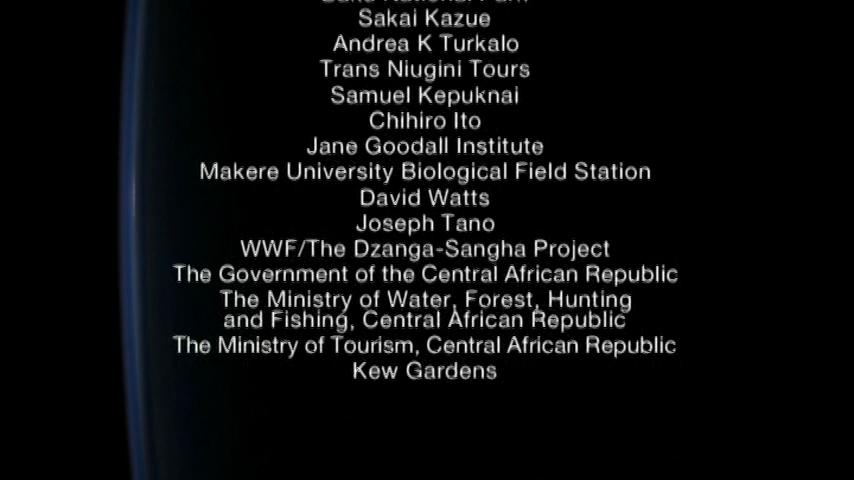 Sakai Kazue
Andrea K Turkalo
Trans Niugini Tours
Samuel Kepuknai
Chihiro Ito
Jane Goodall Institute
Makere University Biological Field Station
David Watts
Joseph Tano
WWF/The Dzanga-Sangha Project
The Government of the Central African Republic
The Ministry of Water, Forest, Hunting
and Fishing, Central African Republic
The Ministry of Tourism, Central African Republic
Kew Gardens